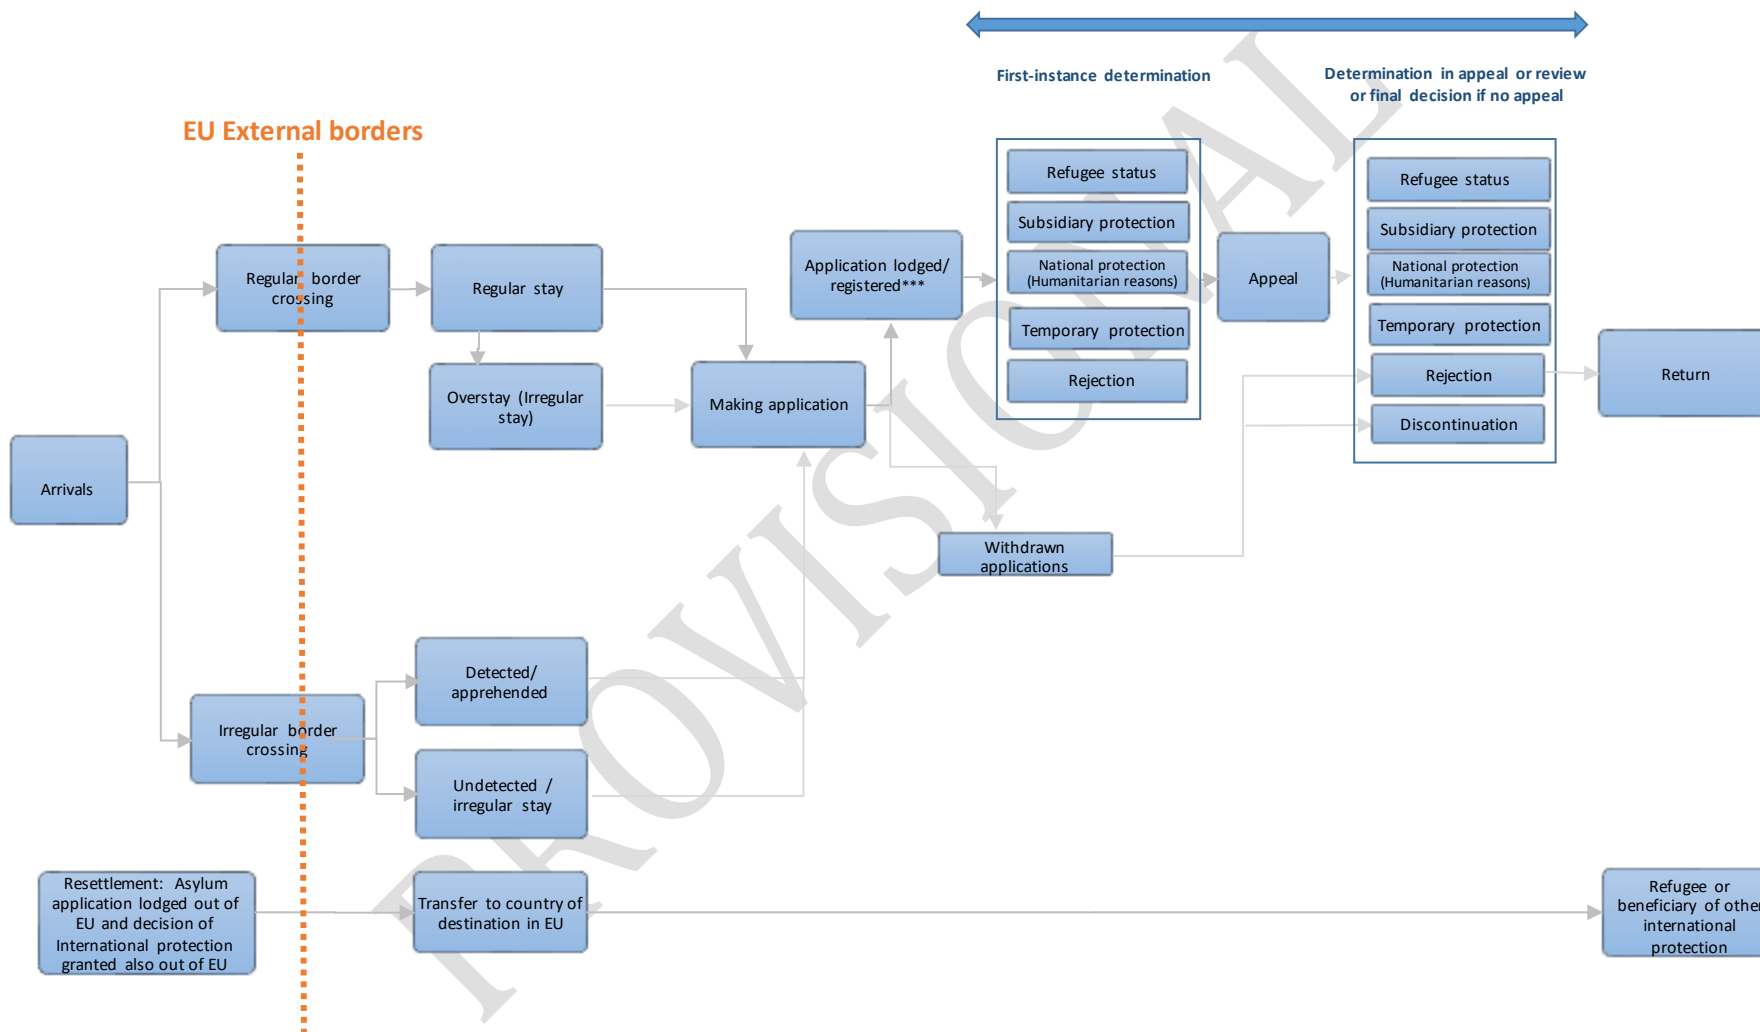 First-instance determination
Determination in appeal or review
or final decision if no appeal
EU External borders
Refugee status
Subsidiary protection
National protection
(Humanitarian reasons)
Temporary protection
Rejection
Refugee status
Subsidiary protection
National protection
(Humanitarian reasons)
Temporary protection
Rejection
Discontinuation
Regular border
crossing
Regular stay
Application lodged/
registered***
Appeal
Overstay (Irregular
stay)
Making application
Return
Arrivals
Withdrawn
applications
Detected/
apprehended
Irregular border
crossing
Undetected /
irregular stay
Resettlement: Asylum
application lodged out of
EU and decision of
International protection
granted also out of EU
Transfer to country of
destination in EU
Refugee or
beneficiary of other
international
protection
PROVISIONAL